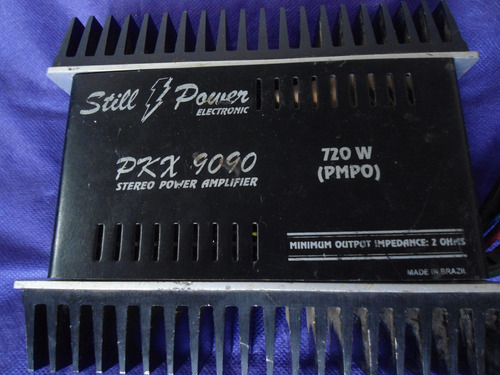 Still Power
ELECTRONIC
PKX 9090
STEREO POWER AMPLIFIER
720 W
(PMPO)
MINIMUM OUTPUT IMPEDANCE: 2 OHMS
MADE IN BRAZIL